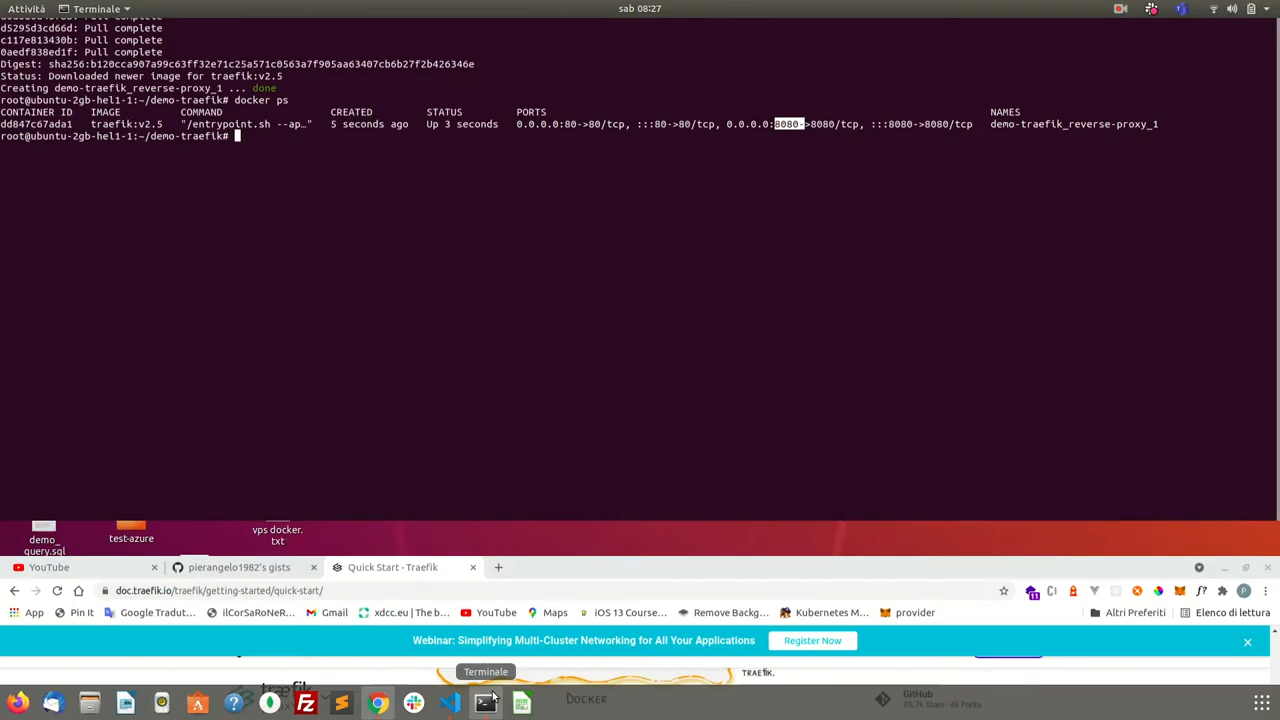 Attività
Terminale
sab 08:27
d5295d3cd66d: Pull complete
c117e813430b: Pull complete
0aedf838ed1f: Pull complete
Digest: sha256:b120cca907a99c63ff32e71c25a571c0563a7f905aa63407cb6b27f2b426346e
Status: Downloaded newer image for traefik:v2.5
Creating demo-traefik_reverse-proxy_1 ... done
root@ubuntu-2gb-hel1-1:~/demo-traefik# docker ps
CONTAINER ID IMAGE COMMAND CREATED STATUS PORTS NAMES
dd847c67ada1 traefik:v2.5 "/entrypoint.sh --ap…" 5 seconds ago Up 3 seconds 0.0.0.0:80->80/tcp, :::80->80/tcp, 0.0.0.0:8080->8080/tcp, :::8080->8080/tcp demo-traefik_reverse-proxy_1
root@ubuntu-2gb-hel1-1:~/demo-traefik#
demo_
query.sql
test-azure
vps docker.
txt
YouTube
pierangelo1982's gists
Quick Start - Traefik
doc.traefik.io/traefik/getting-started/quick-start/
App
Pin It
Google Tradut...
ilCorSaRoNeR...
Gmail
xdcc.eu | The b...
YouTube
Maps
iOS 13 Course...
Remove Backg...
Kubernetes M...
provider
Altri Preferiti
Elenco di lettura
Webinar: Simplifying Multi-Cluster Networking for All Your Applications
Register Now
Terminale
TRAEFIK.
traefik
DOCKER
GitHub
35.7k Stars · 4k Forks